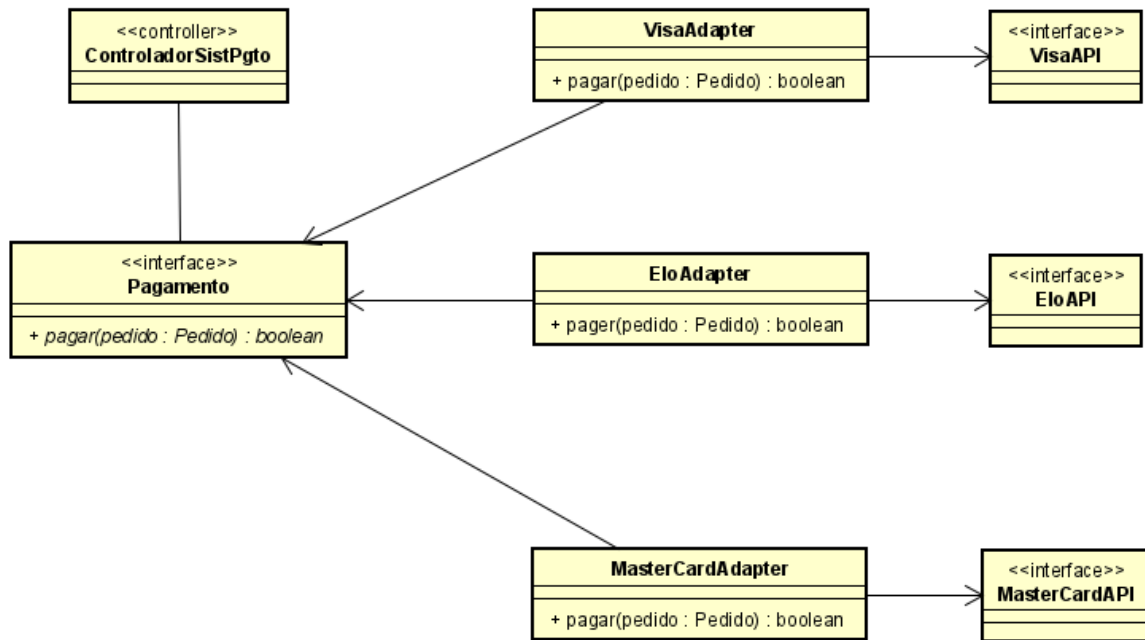 <<controller>>
ControladorSistPgto
VisaAdapter
+ pagar(pedido : Pedido) : boolean
<<interface>>
VisaAPI
<<interface>>
Pagamento
+ pagar(pedido : Pedido) : boolean
EloAdapter
+ pager(pedido : Pedido) : boolean
<<interface>>
EloAPI
MasterCardAdapter
+ pagar(pedido : Pedido) : boolean
<<interface>>
MasterCardAPI